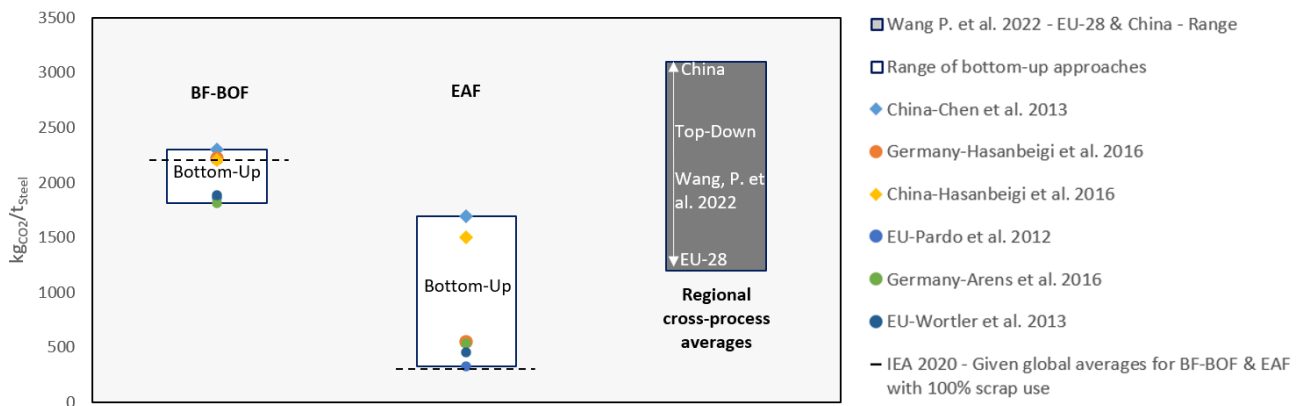 3500
3000
2500
2000
1500
1000
500
0
kgCO2/tSteel
BF-BOF
Bottom-Up
EAF
Bottom-Up
China
Top-Down
Wang, P. et
al. 2022
EU-28
Regional
cross-process
averages
Wang P. et al. 2022 - EU-28 & China - Range
Range of bottom-up approaches
China-Chen et al. 2013
Germany-Hasanbeigi et al. 2016
China-Hasanbeigi et al. 2016
EU-Pardo et al. 2012
Germany-Arens et al. 2016
EU-Wortler et al. 2013
IEA 2020 - Given global averages for BF-BOF & EAF
with 100% scrap use